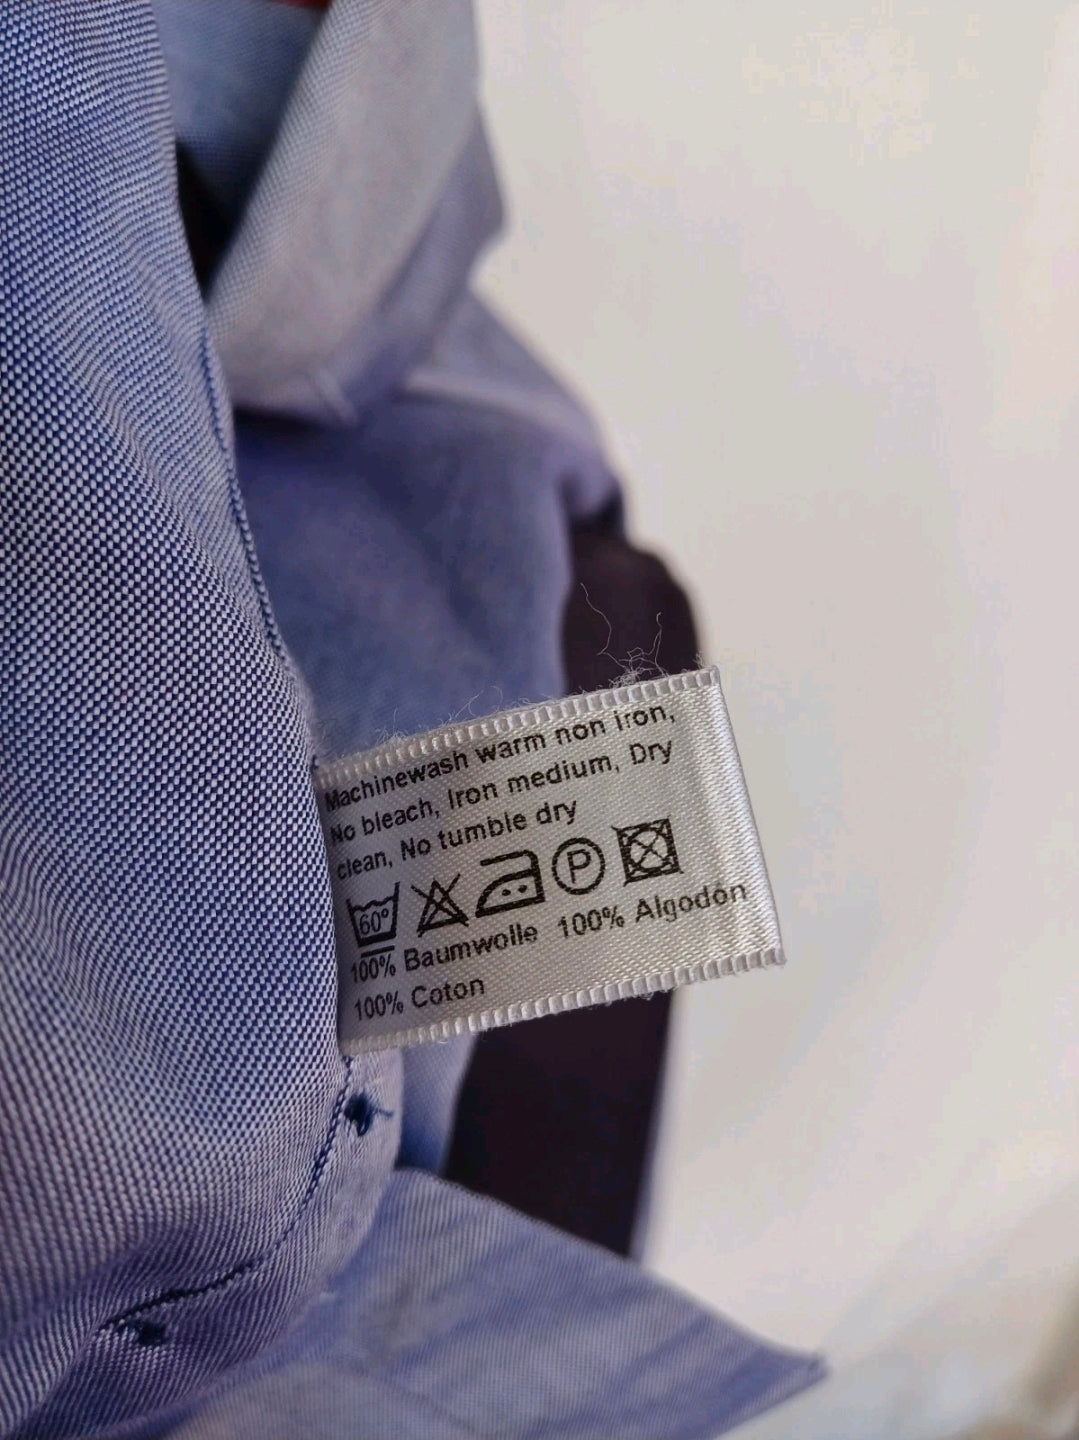 Machinewash warm non Iron,
No bleach, Iron medium, Dry
clean, No tumble dry
60° P
100% Baumwolle 100% Algodón
100% Coton